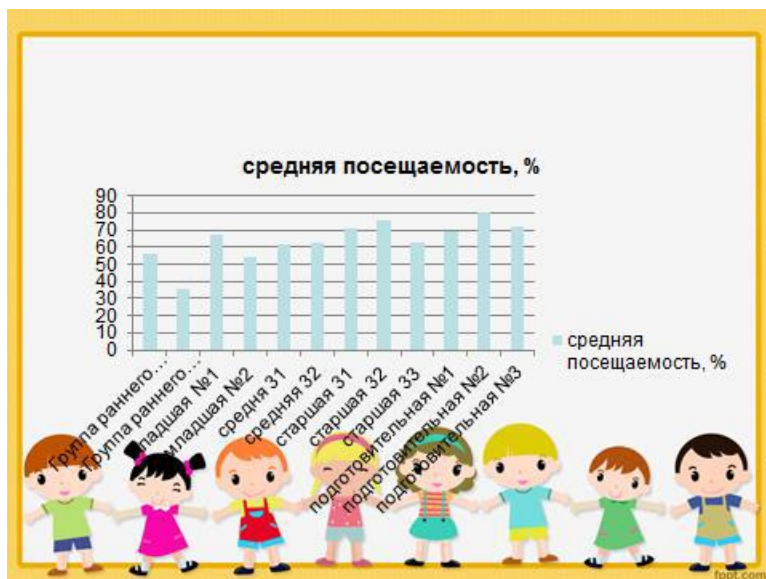 средняя посещаемость, %
90
80
70
60
50
40
30
20
10
0
Группа раннего...
Группа раннего...
младшая №1
младшая №2
средня 31
средняя 32
старшая 31
старшая 32
старшая 33
подготовительная №1
подготовительная №2
подготовительная №3
средняя
посещаемость, %
fppt.com